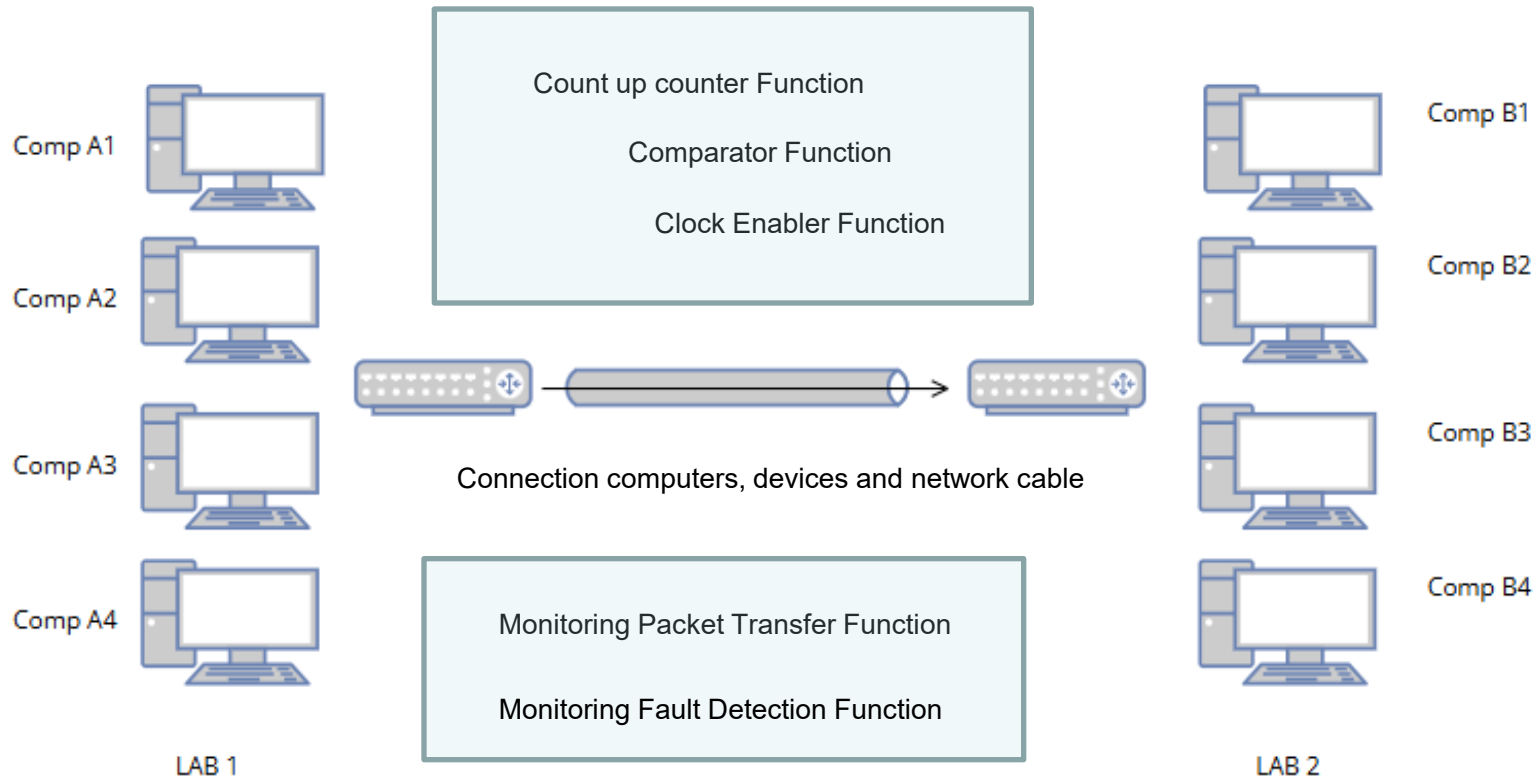 Count up counter Function
Comparator Function
Clock Enabler Function
Comp A1
Comp A2
Comp A3
Comp A4
LAB 1
Connection computers, devices and network cable
Monitoring Packet Transfer Function
Monitoring Fault Detection Function
Comp B1
Comp B2
Comp B3
Comp B4
LAB 2